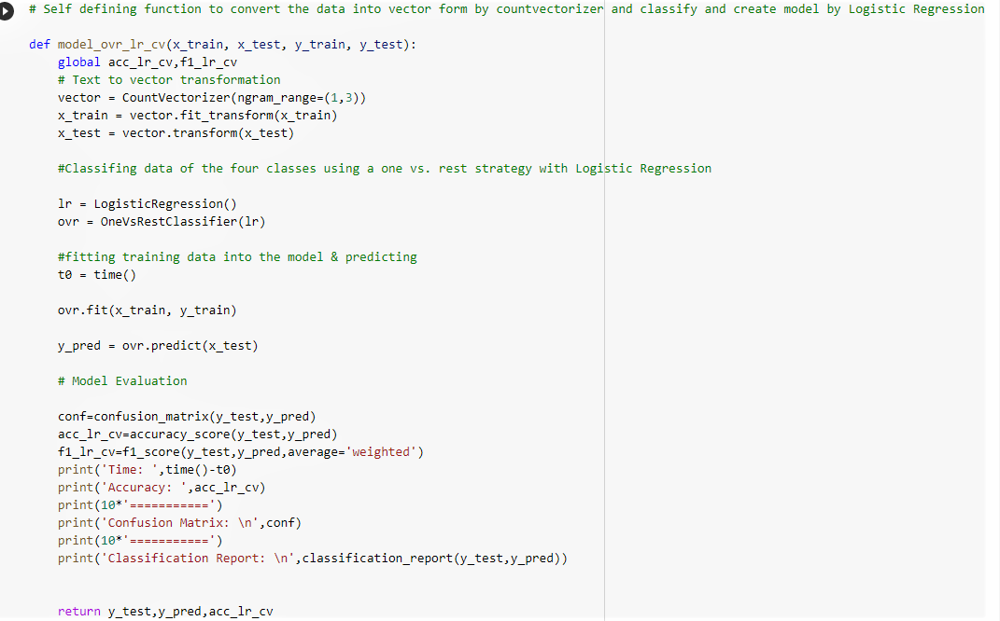 # Self defining function to convert the data into vector form by countvectorizer and classify and create model by Logistic Regression
def model_ovr_lr_cv(x_train, x_test, y_train, y_test):
    global acc_lr_cv,f1_lr_cv
    # Text to vector transformation
    vector = CountVectorizer(ngram_range=(1,3))
    x_train = vector.fit_transform(x_train)
    x_test = vector.transform(x_test)
    #Classifing data of the four classes using a one vs. rest strategy with Logistic Regression
    lr = LogisticRegression()
    ovr = OneVsRestClassifier(lr)
    #fitting training data into the model & predicting
    t0 = time()
    ovr.fit(x_train, y_train)
    y_pred = ovr.predict(x_test)
    # Model Evaluation
    conf=confusion_matrix(y_test,y_pred)
    acc_lr_cv=accuracy_score(y_test,y_pred)
    f1_lr_cv=f1_score(y_test,y_pred,average='weighted')
    print('Time: ',time()-t0)
    print('Accuracy: ',acc_lr_cv)
    print(10*'===========')
    print('Confusion Matrix: \n',conf)
    print(10*'===========')
    print('Classification Report: \n',classification_report(y_test,y_pred))
    return y_test,y_pred,acc_lr_cv